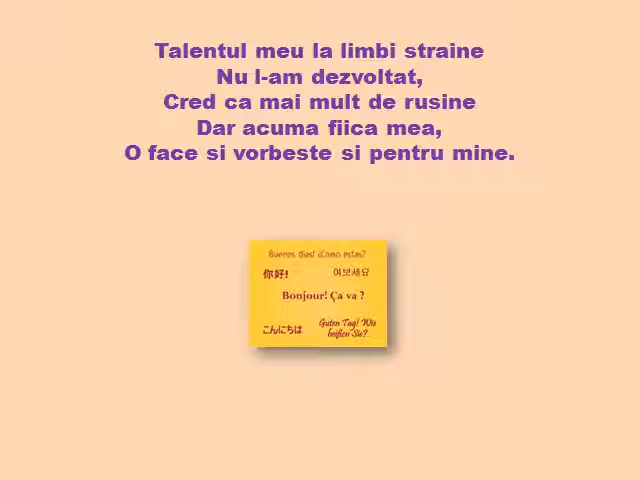 Talentul meu la limbi straine
Nu l-am dezvoltat,
Cred ca mai mult de rusine
Dar acuma fiica mea,
O face si vorbeste si pentru mine.
Buenos dias! ¿Como estas?
你好! 여보세요
Bonjour! Ça va ?
こんにちは Guten Tag! Wie
heißen Sie?